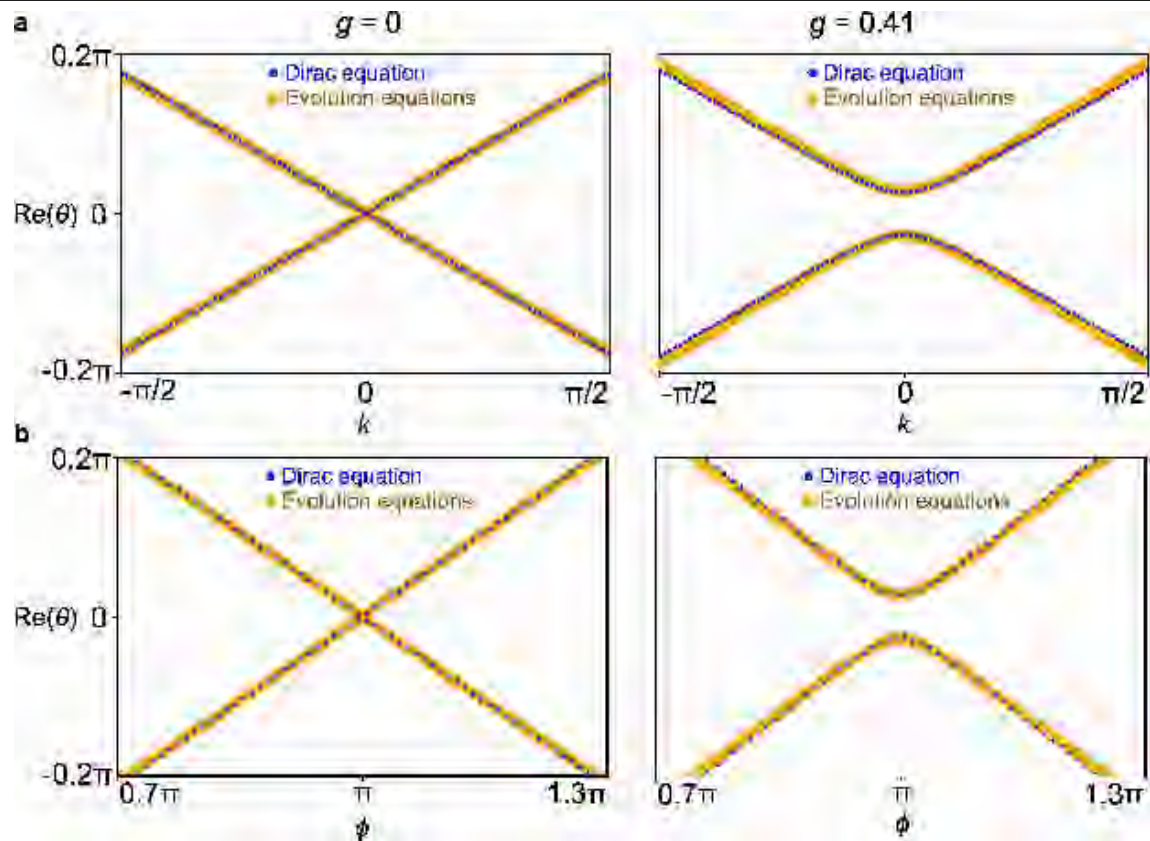 a
g = 0
g = 0.41
0.2π
Dirac equation
Evolution equations
Dirac equation
Evolution equations
Re(θ) 0
-0.2π
-π/2 0 π/2
-π/2 0 π/2
k
k
b
0.2π
Dirac equation
Evolution equations
Dirac equation
Evolution equations
Re(θ) 0
-0.2π
0.7π π 1.3π
0.7π π 1.3π
ϕ
ϕ